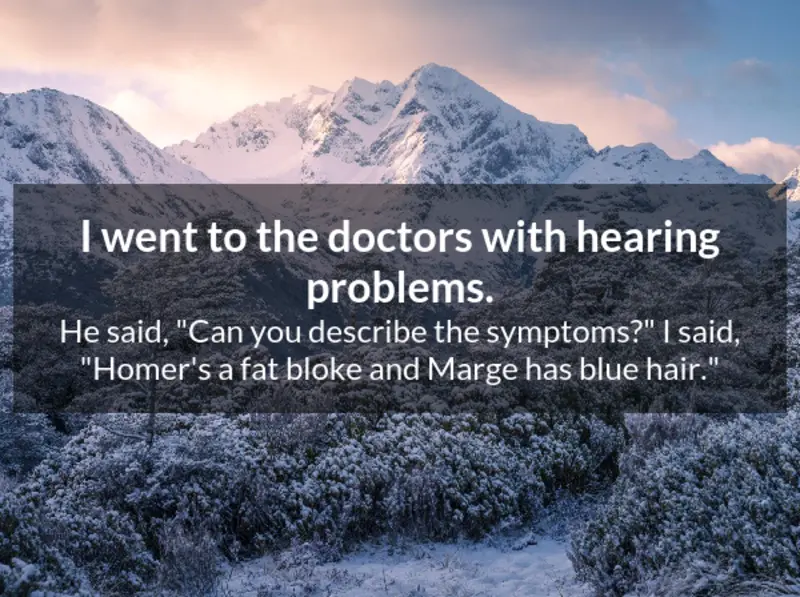 I went to the doctors with hearing
problems.
He said, "Can you describe the symptoms?" I said,
"Homer's a fat bloke and Marge has blue hair."